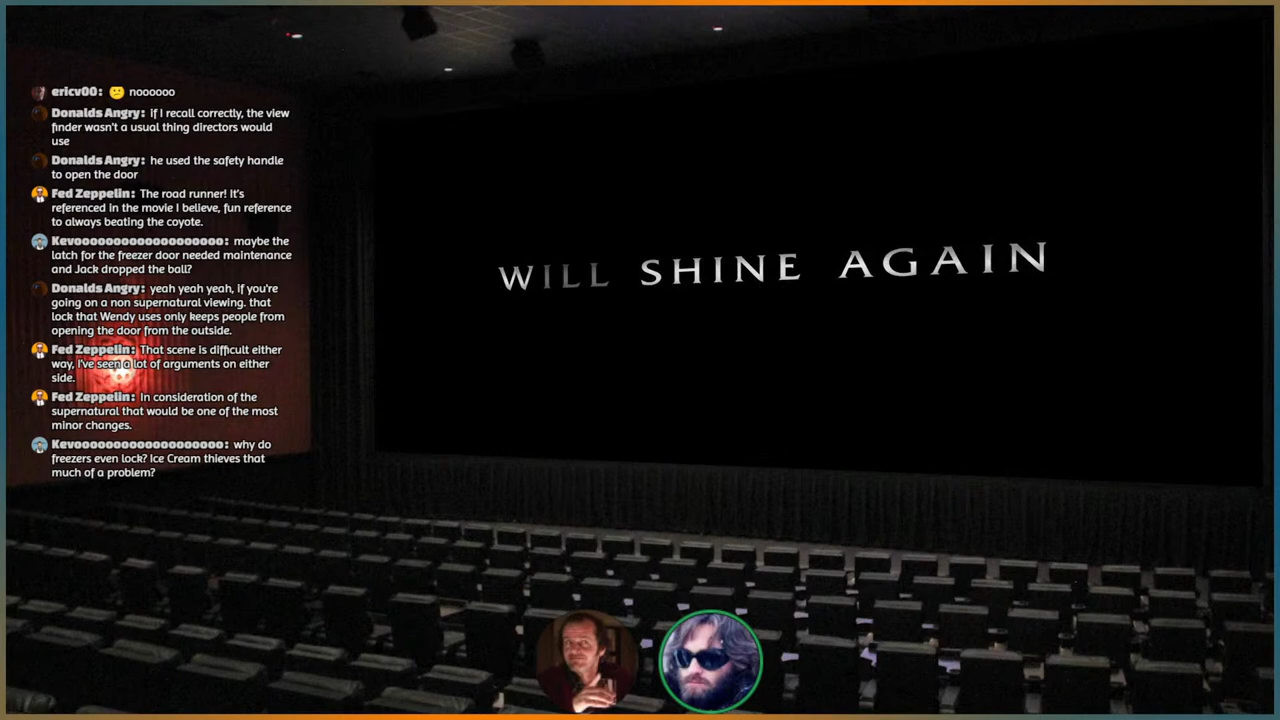 ericv00: 😕 noooooo
Donalds Angry: if I recall correctly, the view
finder wasn't a usual thing directors would
use
Donalds Angry: he used the safety handle
to open the door
Fed Zeppelin: The road runner! It's
referenced in the movie I believe, fun reference
to always beating the coyote.
Kevooooooooooooooooooo: maybe the
latch for the freezer door needed maintenance
and Jack dropped the ball?
Donalds Angry: yeah yeah yeah, if you're
going on a non supernatural viewing. that
lock that Wendy uses only keeps people from
opening the door from the outside.
Fed Zeppelin: That scene is difficult either
way, I've seen a lot of arguments on either
side.
Fed Zeppelin: In consideration of the
supernatural that would be one of the most
minor changes.
Kevooooooooooooooooooo: why do
freezers even lock? Ice Cream thieves that
much of a problem?
WILL SHINE AGAIN